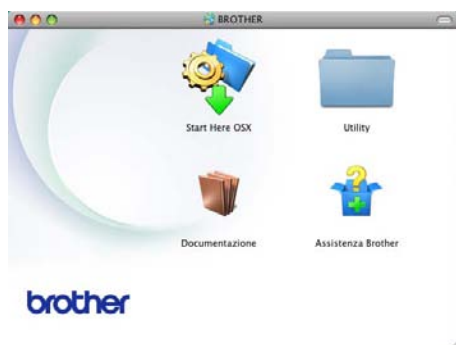 BROTHER
Start Here OSX
Utility
Documentazione
Assistenza Brother
brother